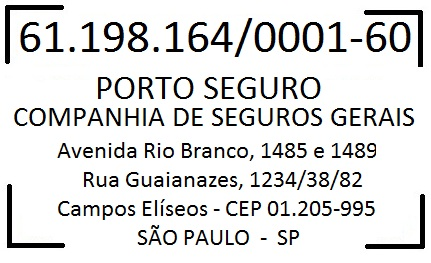 61.198.164/0001-60
PORTO SEGURO
COMPANHIA DE SEGUROS GERAIS
Avenida Rio Branco, 1485 e 1489
Rua Guaianazes, 1234/38/82
Campos Elíseos - CEP 01.205-995
SÃO PAULO - SP